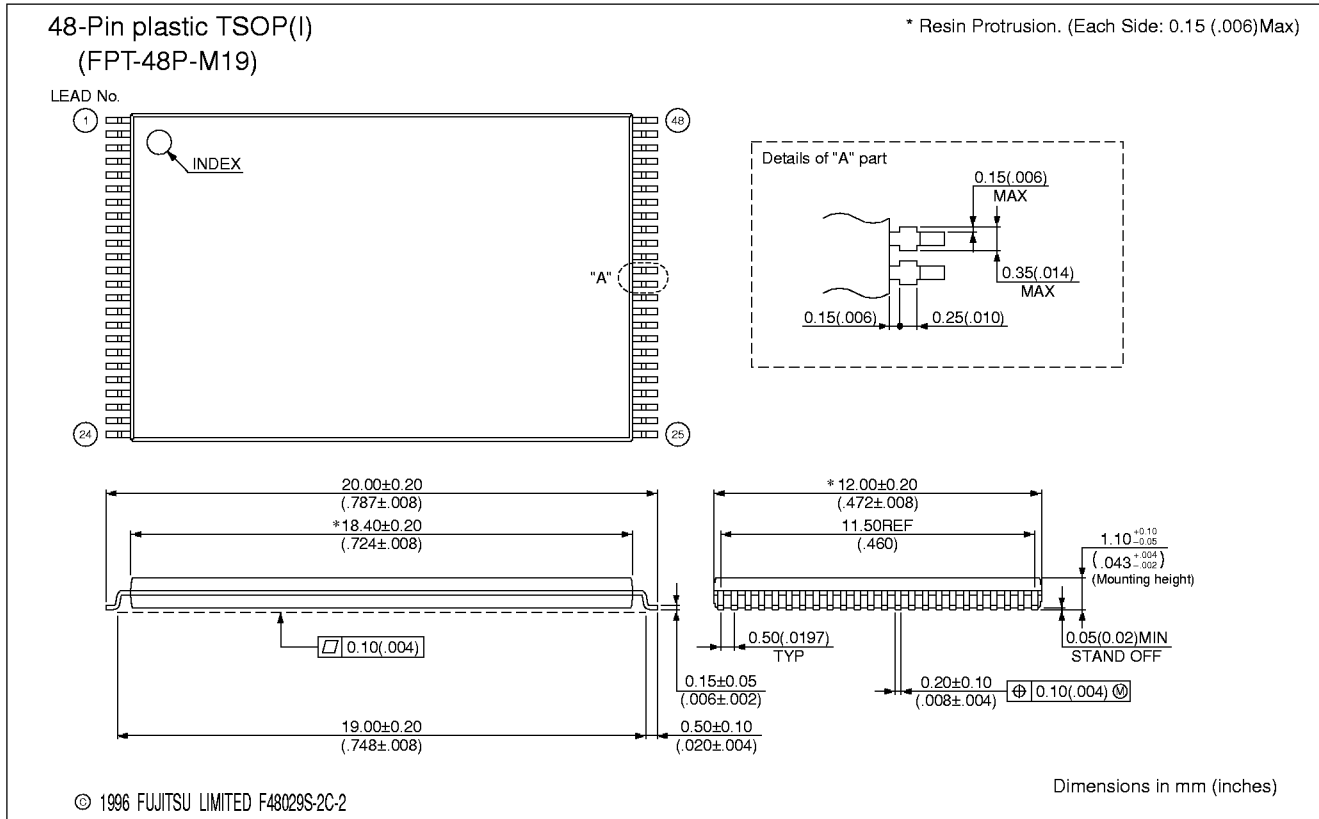 48-Pin plastic TSOP(I)
(FPT-48P-M19)
* Resin Protrusion. (Each Side: 0.15 (.006)Max)
LEAD No.
1
48
INDEX
"A"
24
25
Details of "A" part
0.15(.006)
MAX
0.35(.014)
MAX
0.15(.006)
0.25(.010)
20.00±0.20
(.787±.008)
*18.40±0.20
(.724±.008)
0.10(.004)
0.15±0.05
(.006±.002)
19.00±0.20
(.748±.008)
0.50±0.10
(.020±.004)
*12.00±0.20
(.472±.008)
11.50REF
(.460)
1.10 +0.10 -0.05
(.043 +.004 -.002)
(Mounting height)
0.50(.0197)
TYP
0.05(0.02)MIN
STAND OFF
0.20±0.10
(.008±.004)
⌖ 0.10(.004) Ⓜ
© 1996 FUJITSU LIMITED F48029S-2C-2
Dimensions in mm (inches)